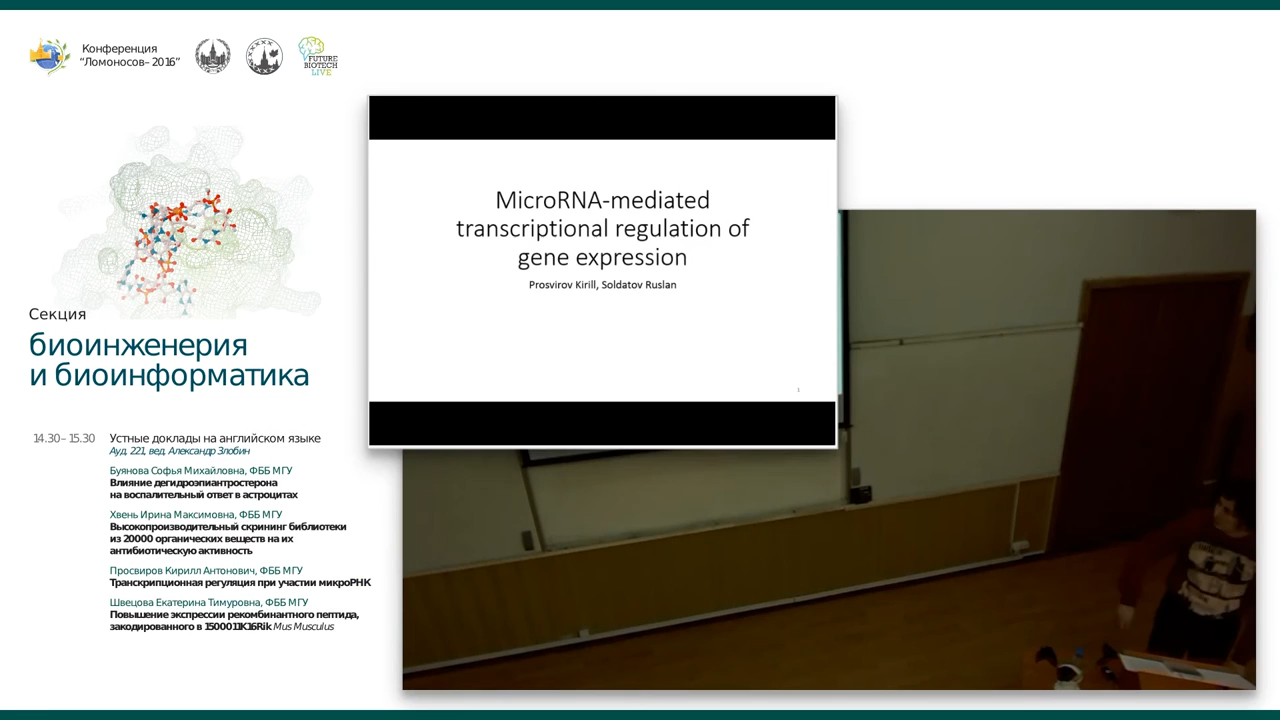 Конференция
“Ломоносов– 2016”
FUTURE
BIOTECH
LIVE
MicroRNA-mediated
transcriptional regulation of
gene expression
Prosvirov Kirill, Soldatov Ruslan
1
Секция
биоинженерия
и биоинформатика
14.30– 15.30 Устные доклады на английском языке
Ауд. 221, вед. Александр Злобин
Буянова Софья Михайловна, ФББ МГУ
Влияние дегидроэпиантростерона
на воспалительный ответ в астроцитах
Хвень Ирина Максимовна, ФББ МГУ
Высокопроизводительный скрининг библиотеки
из 20000 органических веществ на их
антибиотическую активность
Просвиров Кирилл Антонович, ФББ МГУ
Транскрипционная регуляция при участии микроРНК
Швецова Екатерина Тимуровна, ФББ МГУ
Повышение экспрессии рекомбинантного пептида,
закодированного в 1500011K16Rik Mus Musculus